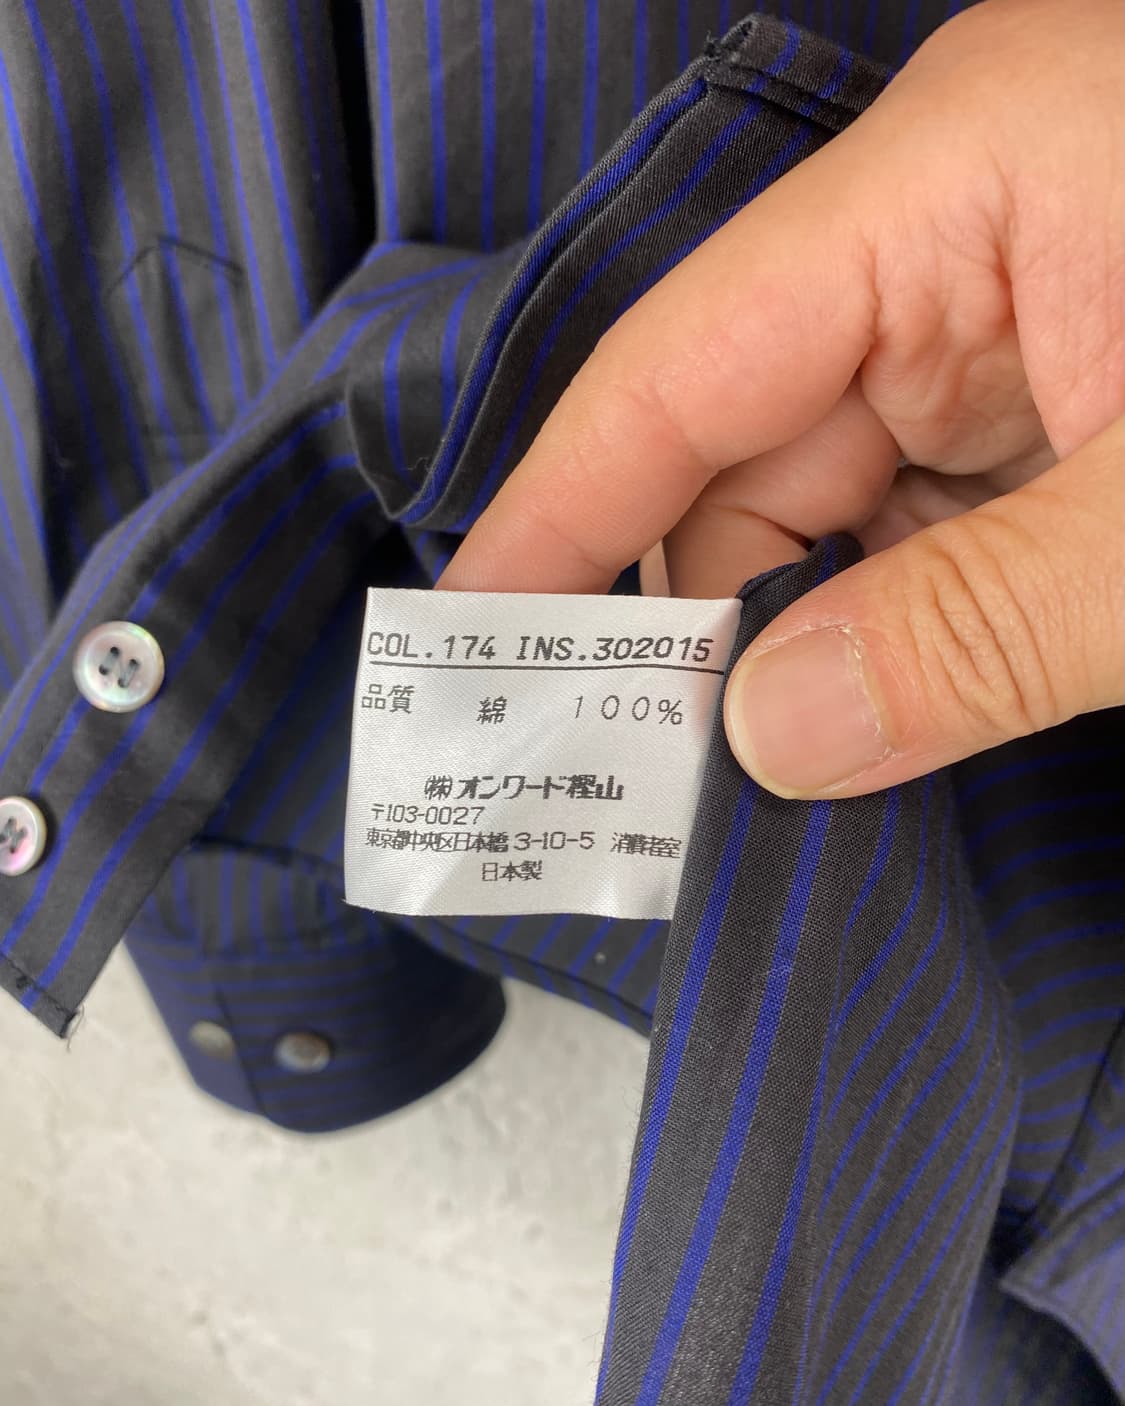 COL.174 INS.302015
品質 綿 100%
㈱オンワード樫山
〒103-0027
東京都中央区日本橋3-10-5 消費者室
日本製